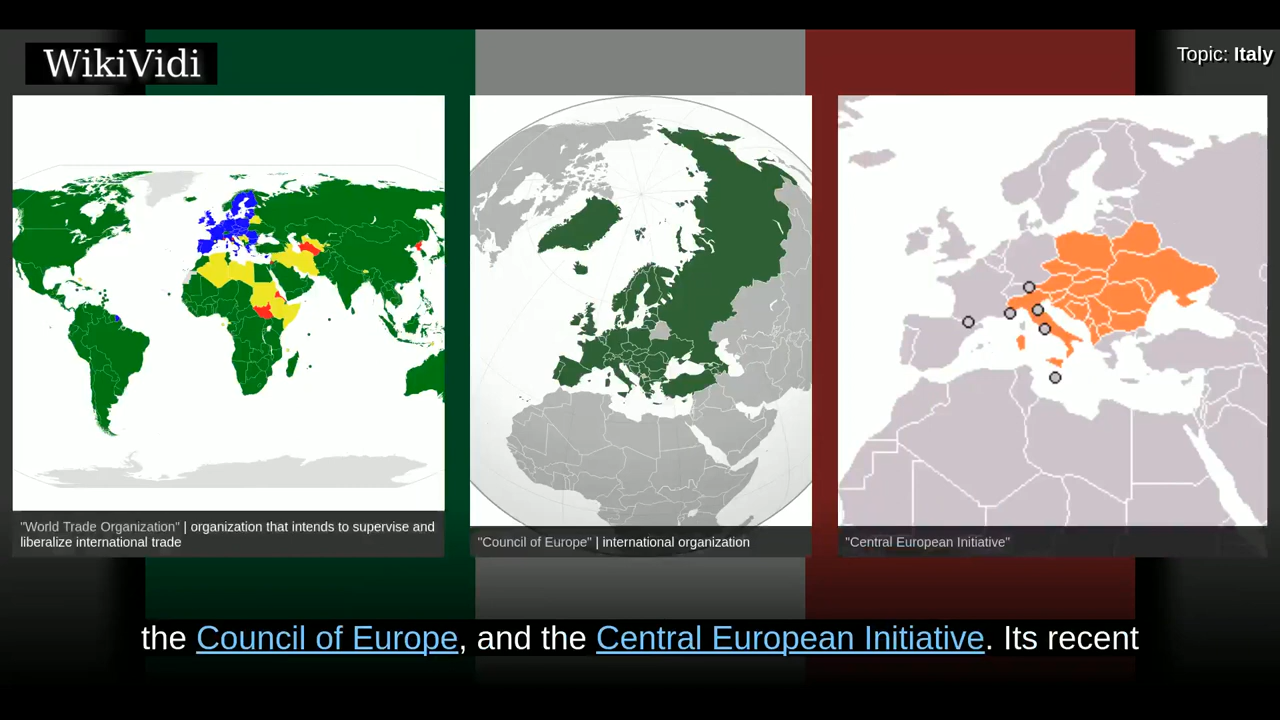 WikiVidi
Topic: Italy
"World Trade Organization" | organization that intends to supervise and
liberalize international trade
"Council of Europe" | international organization
"Central European Initiative"
the Council of Europe, and the Central European Initiative. Its recent